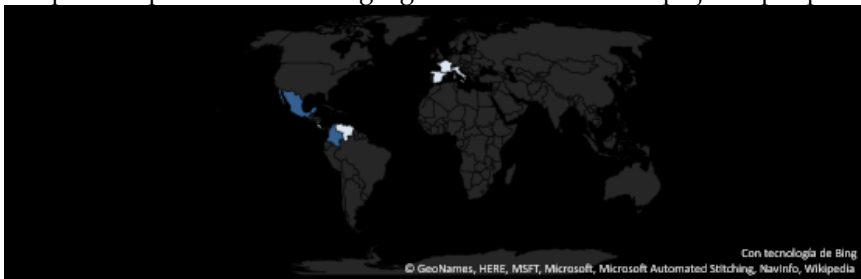 Con tecnología de Bing
© GeoNames, HERE, MSFT, Microsoft, Microsoft Automated Stitching, Navinfo, Wikipedia